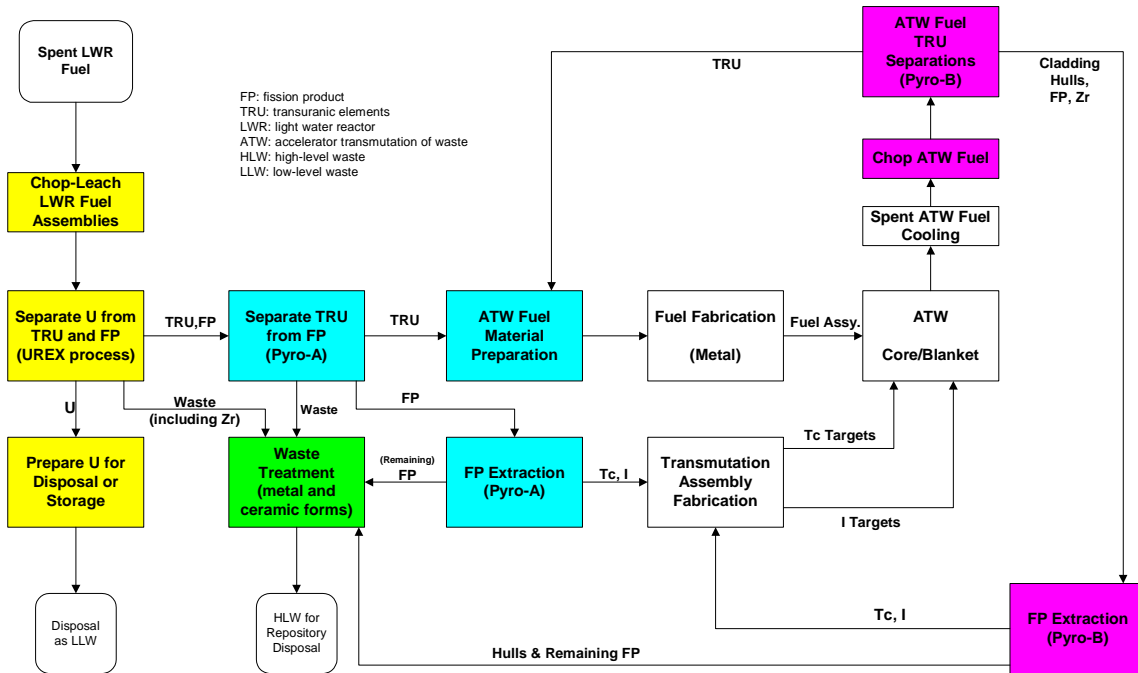 Spent LWR
Fuel
FP: fission product
TRU: transuranic elements
LWR: light water reactor
ATW: accelerator transmutation of waste
HLW: high-level waste
LLW: low-level waste
TRU
ATW Fuel
TRU
Separations
(Pyro-B)
Cladding
Hulls,
FP, Zr
Chop ATW Fuel
Chop-Leach
LWR Fuel
Assemblies
Spent ATW Fuel
Cooling
Separate U from
TRU and FP
(UREX process)
TRU,FP
Separate TRU
from FP
(Pyro-A)
TRU
ATW Fuel
Material
Preparation
Fuel Fabrication
(Metal)
Fuel Assy.
ATW
Core/Blanket
U
Waste
(including Zr)
Waste
FP
Prepare U for
Disposal or
Storage
Waste
Treatment
(metal and
ceramic forms)
(Remaining)
FP
FP Extraction
(Pyro-A)
Tc, I
Transmutation
Assembly
Fabrication
Tc Targets
I Targets
Disposal
as LLW
HLW for
Repository
Disposal
Tc, I
Hulls & Remaining FP
FP Extraction
(Pyro-B)